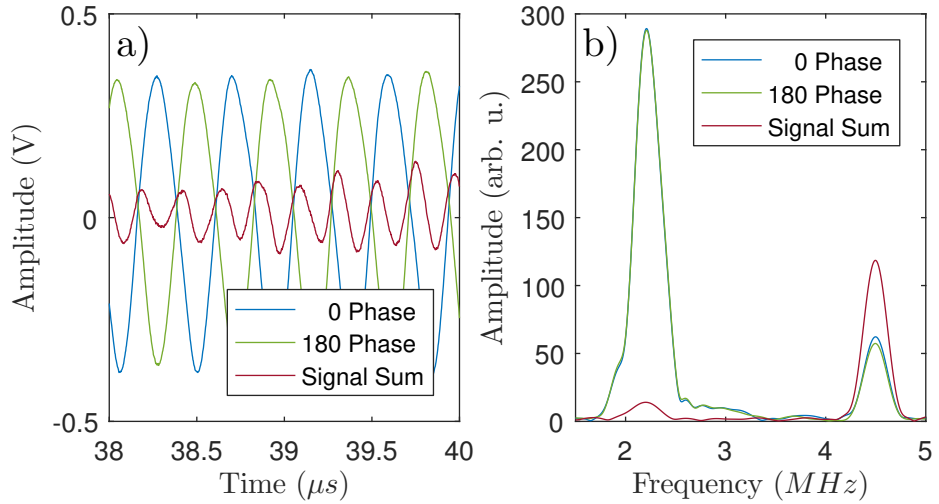 a)
0.5
0
-0.5
Amplitude (V)
0 Phase
180 Phase
Signal Sum
38
38.5
39
39.5
40
Time (μs)
b)
300
250
200
150
100
50
0
Amplitude (arb. u.)
0 Phase
180 Phase
Signal Sum
2
3
4
5
Frequency (MHz)